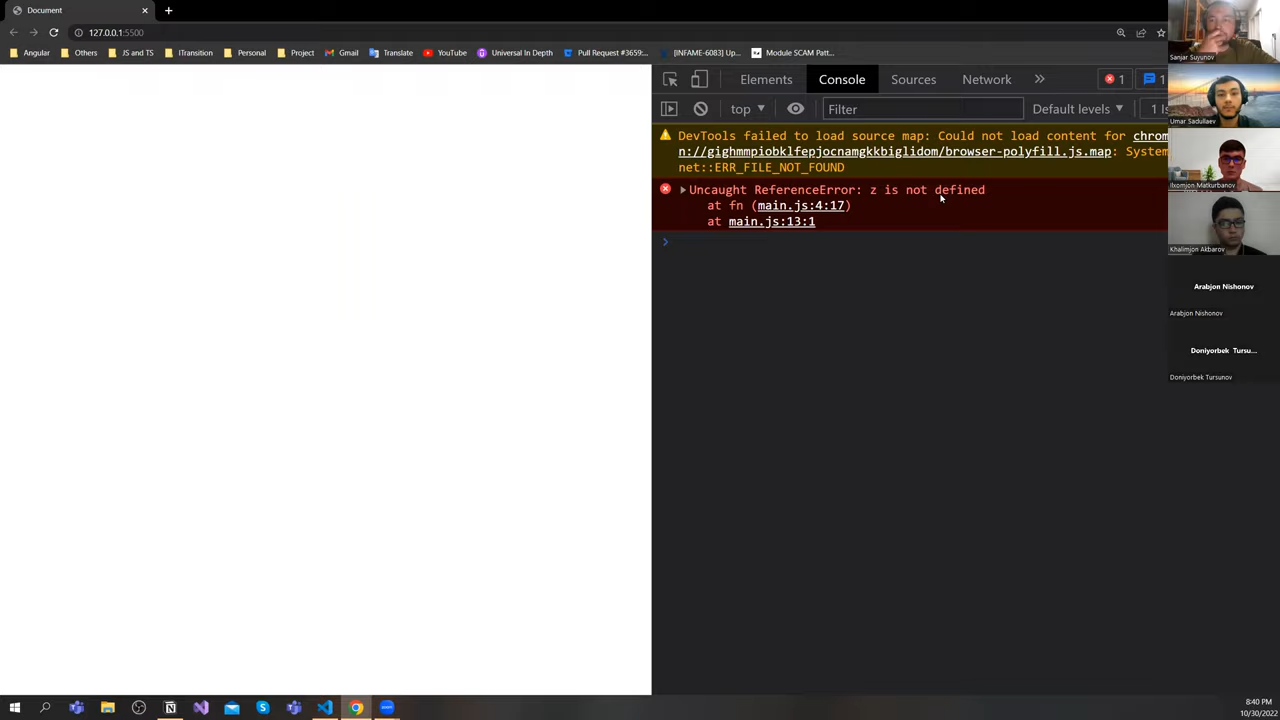 Document
127.0.0.1:5500
Angular
Others
JS and TS
ITransition
Personal
Project
Gmail
Translate
YouTube
Universal In Depth
Pull Request #3659:...
[INFAME-6083] Up...
Module SCAM Patt...
Elements
Console
Sources
Network
1
1
top
Filter
Default levels
DevTools failed to load source map: Could not load content for chrom
n://gighmmpiobklfepjocnamgkkbiglidom/browser-polyfill.js.map: System
net::ERR_FILE_NOT_FOUND
Uncaught ReferenceError: z is not defined
at fn (main.js:4:17)
at main.js:13:1
Sanjar Suyunov
Umar Sadullaev
Ilxomjon Matkurbanov
Khalimjon Akbarov
Arabjon Nishonov
Arabjon Nishonov
Doniyorbek Tursu...
Doniyorbek Tursunov
8:40 PM
10/30/2022